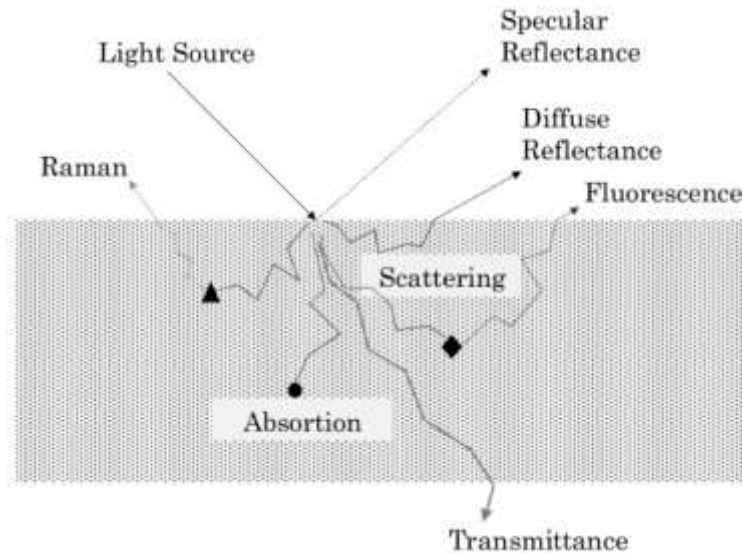 Specular
Reflectance
Light Source
Diffuse
Reflectance
Raman
Fluorescence
Scattering
Absortion
Transmittance